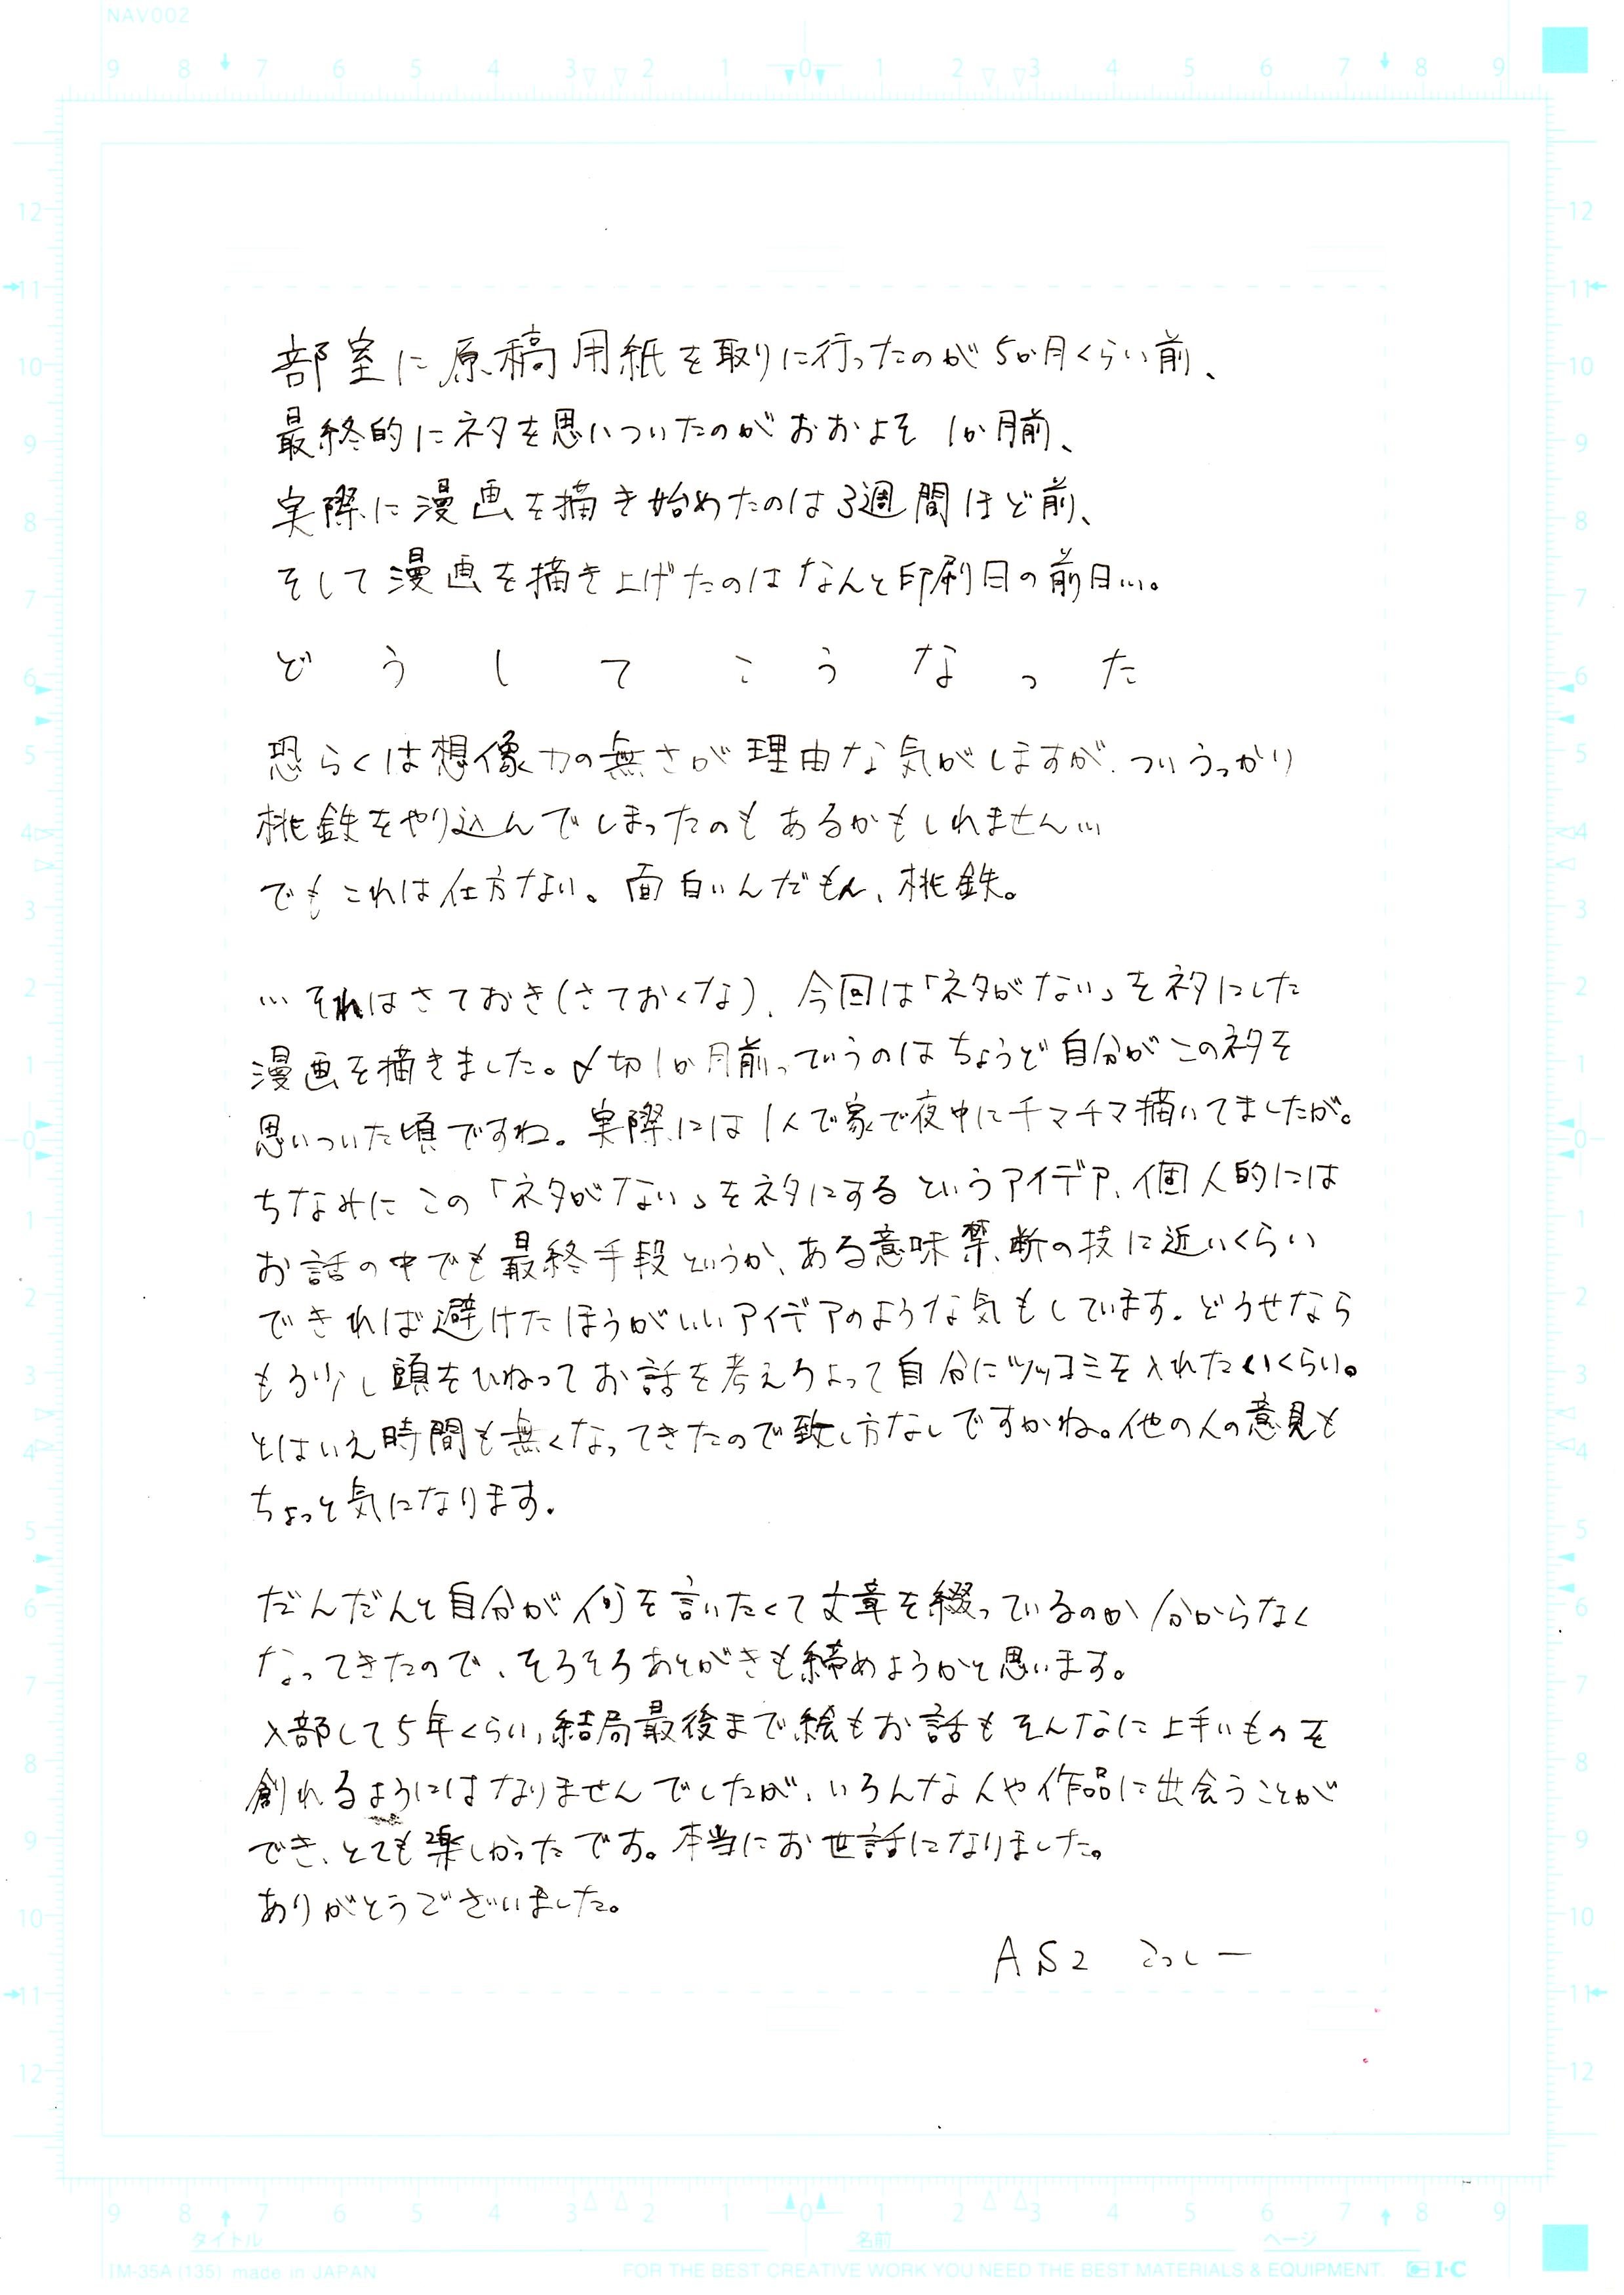 NAV002
9 8 7 6 5 4 3 2 1 0 1 2 3 4 5 6 7 8 9
部室に原稿用紙を取りに行ったのが5か月くらい前、
最終的にネタを思いついたのがおおよそ1か月前、
実際に漫画を描き始めたのは3週間ほど前、
そして漫画を描き上げたのはなんと印刷日の前日…。
どうしてこうなった
恐らくは想像力の無さが理由な気がしますが、ついうっかり
桃鉄をやり込んでしまったのもあるかもしれません…
でもこれは仕方ない。面白いんだもん、桃鉄。
…それはさておき(さておくな)、今回は「ネタがない」をネタにした
漫画を描きました。〆切1か月前っていうのはちょうど自分がこのネタを
思いついた頃ですね。実際には1人で家で夜中にチマチマ描いてましたが。
ちなみにこの「ネタがない」をネタにするというアイデア、個人的には
お話の中でも最終手段というか、ある意味禁断の技に近いくらい
できれば避けたほうがいいアイデアのような気もしています。どうせなら
もう少し頭をひねってお話を考えろよって自分にツッコミを入れたいくらい。
とはいえ時間も無くなってきたので致し方なしですかね。他の人の意見も
ちょっと気になります。
だんだんと自分が何を言いたくて文章を綴っているのか分からなく
なってきたので、そろそろあとがきも締めようかと思います。
入部して5年くらい、結局最後まで絵もお話もそんなに上手いものを
創れるようにはなりませんでしたが、いろんな人や作品に出会うことが
でき、とても楽しかったです。本当にお世話になりました。
ありがとうございました。
AS2 こっしー
9 8 7 6 5 4 3 2 1 0 1 2 3 4 5 6 7 8 9
タイトル 名前 ページ
IM-35A (135) made in JAPAN FOR THE BEST CREATIVE WORK YOU NEED THE BEST MATERIALS & EQUIPMENT. I·C